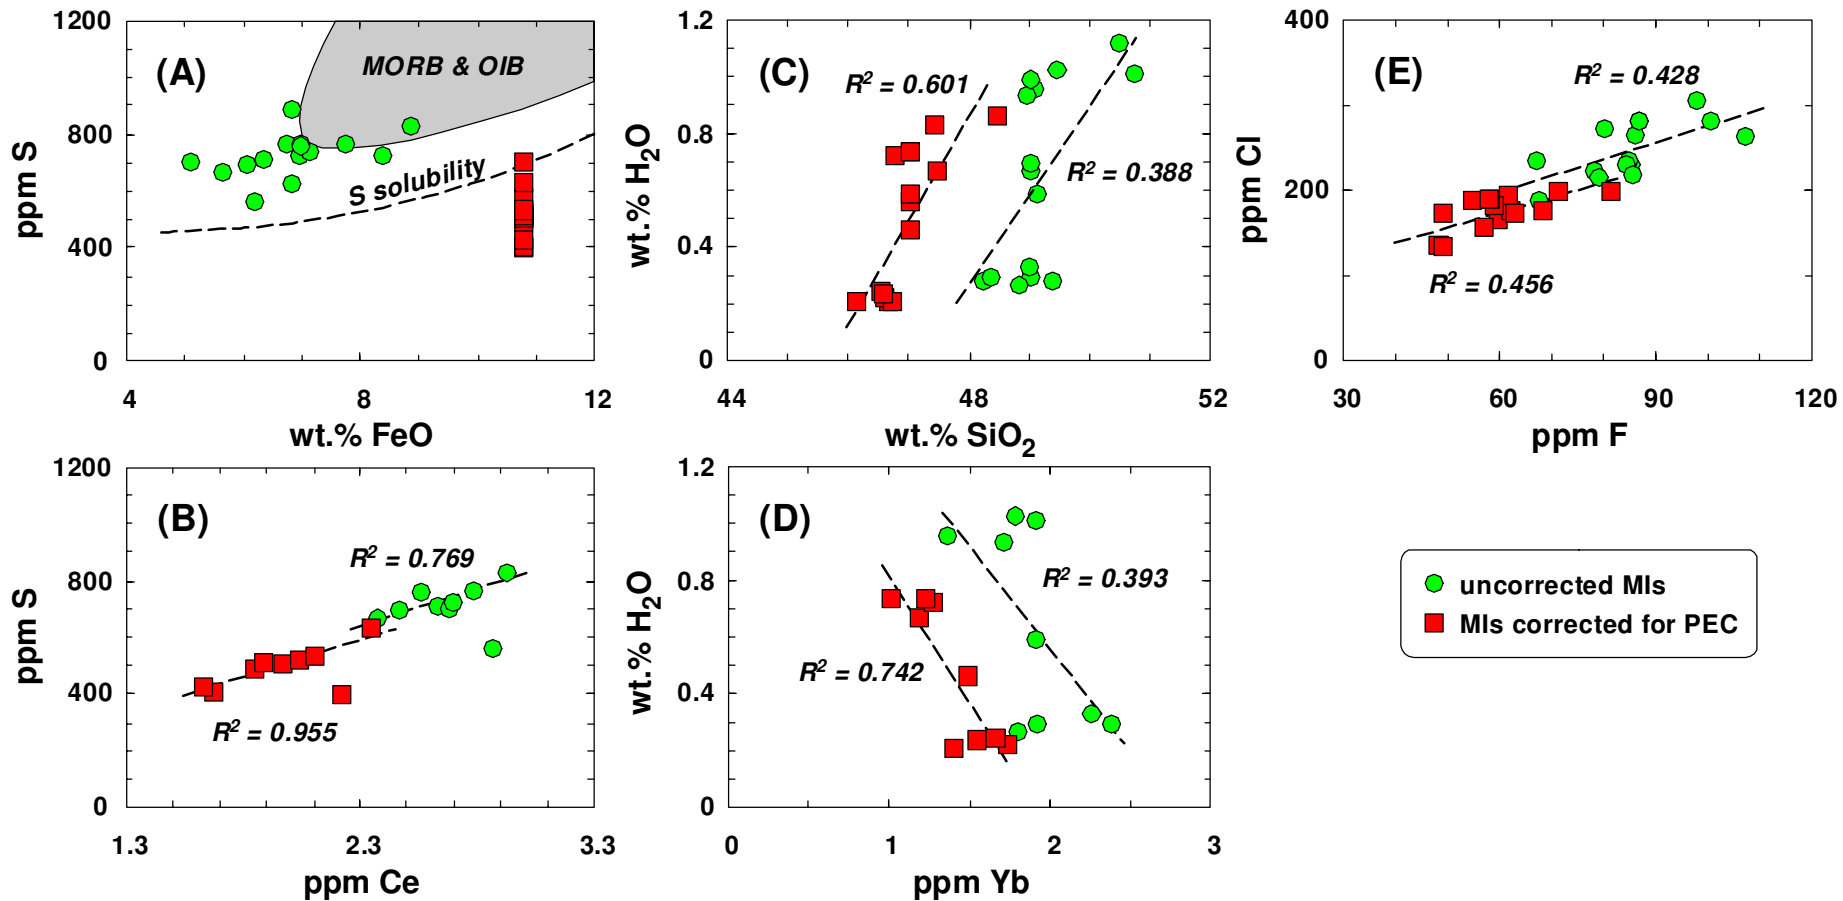 1200
800
400
0
ppm S
(A)
MORB & OIB
S solubility
4
8
12
wt.% FeO
1.2
0.8
0.4
0
wt.% H2O
(C)
R2 = 0.601
R2 = 0.388
44
48
52
wt.% SiO2
400
200
0
ppm Cl
(E)
R2 = 0.428
R2 = 0.456
30
60
90
120
ppm F
1200
800
400
0
ppm S
(B)
R2 = 0.769
R2 = 0.955
1.3
2.3
3.3
ppm Ce
1.2
0.8
0.4
0
wt.% H2O
(D)
R2 = 0.393
R2 = 0.742
0
1
2
3
ppm Yb
uncorrected MIs
MIs corrected for PEC